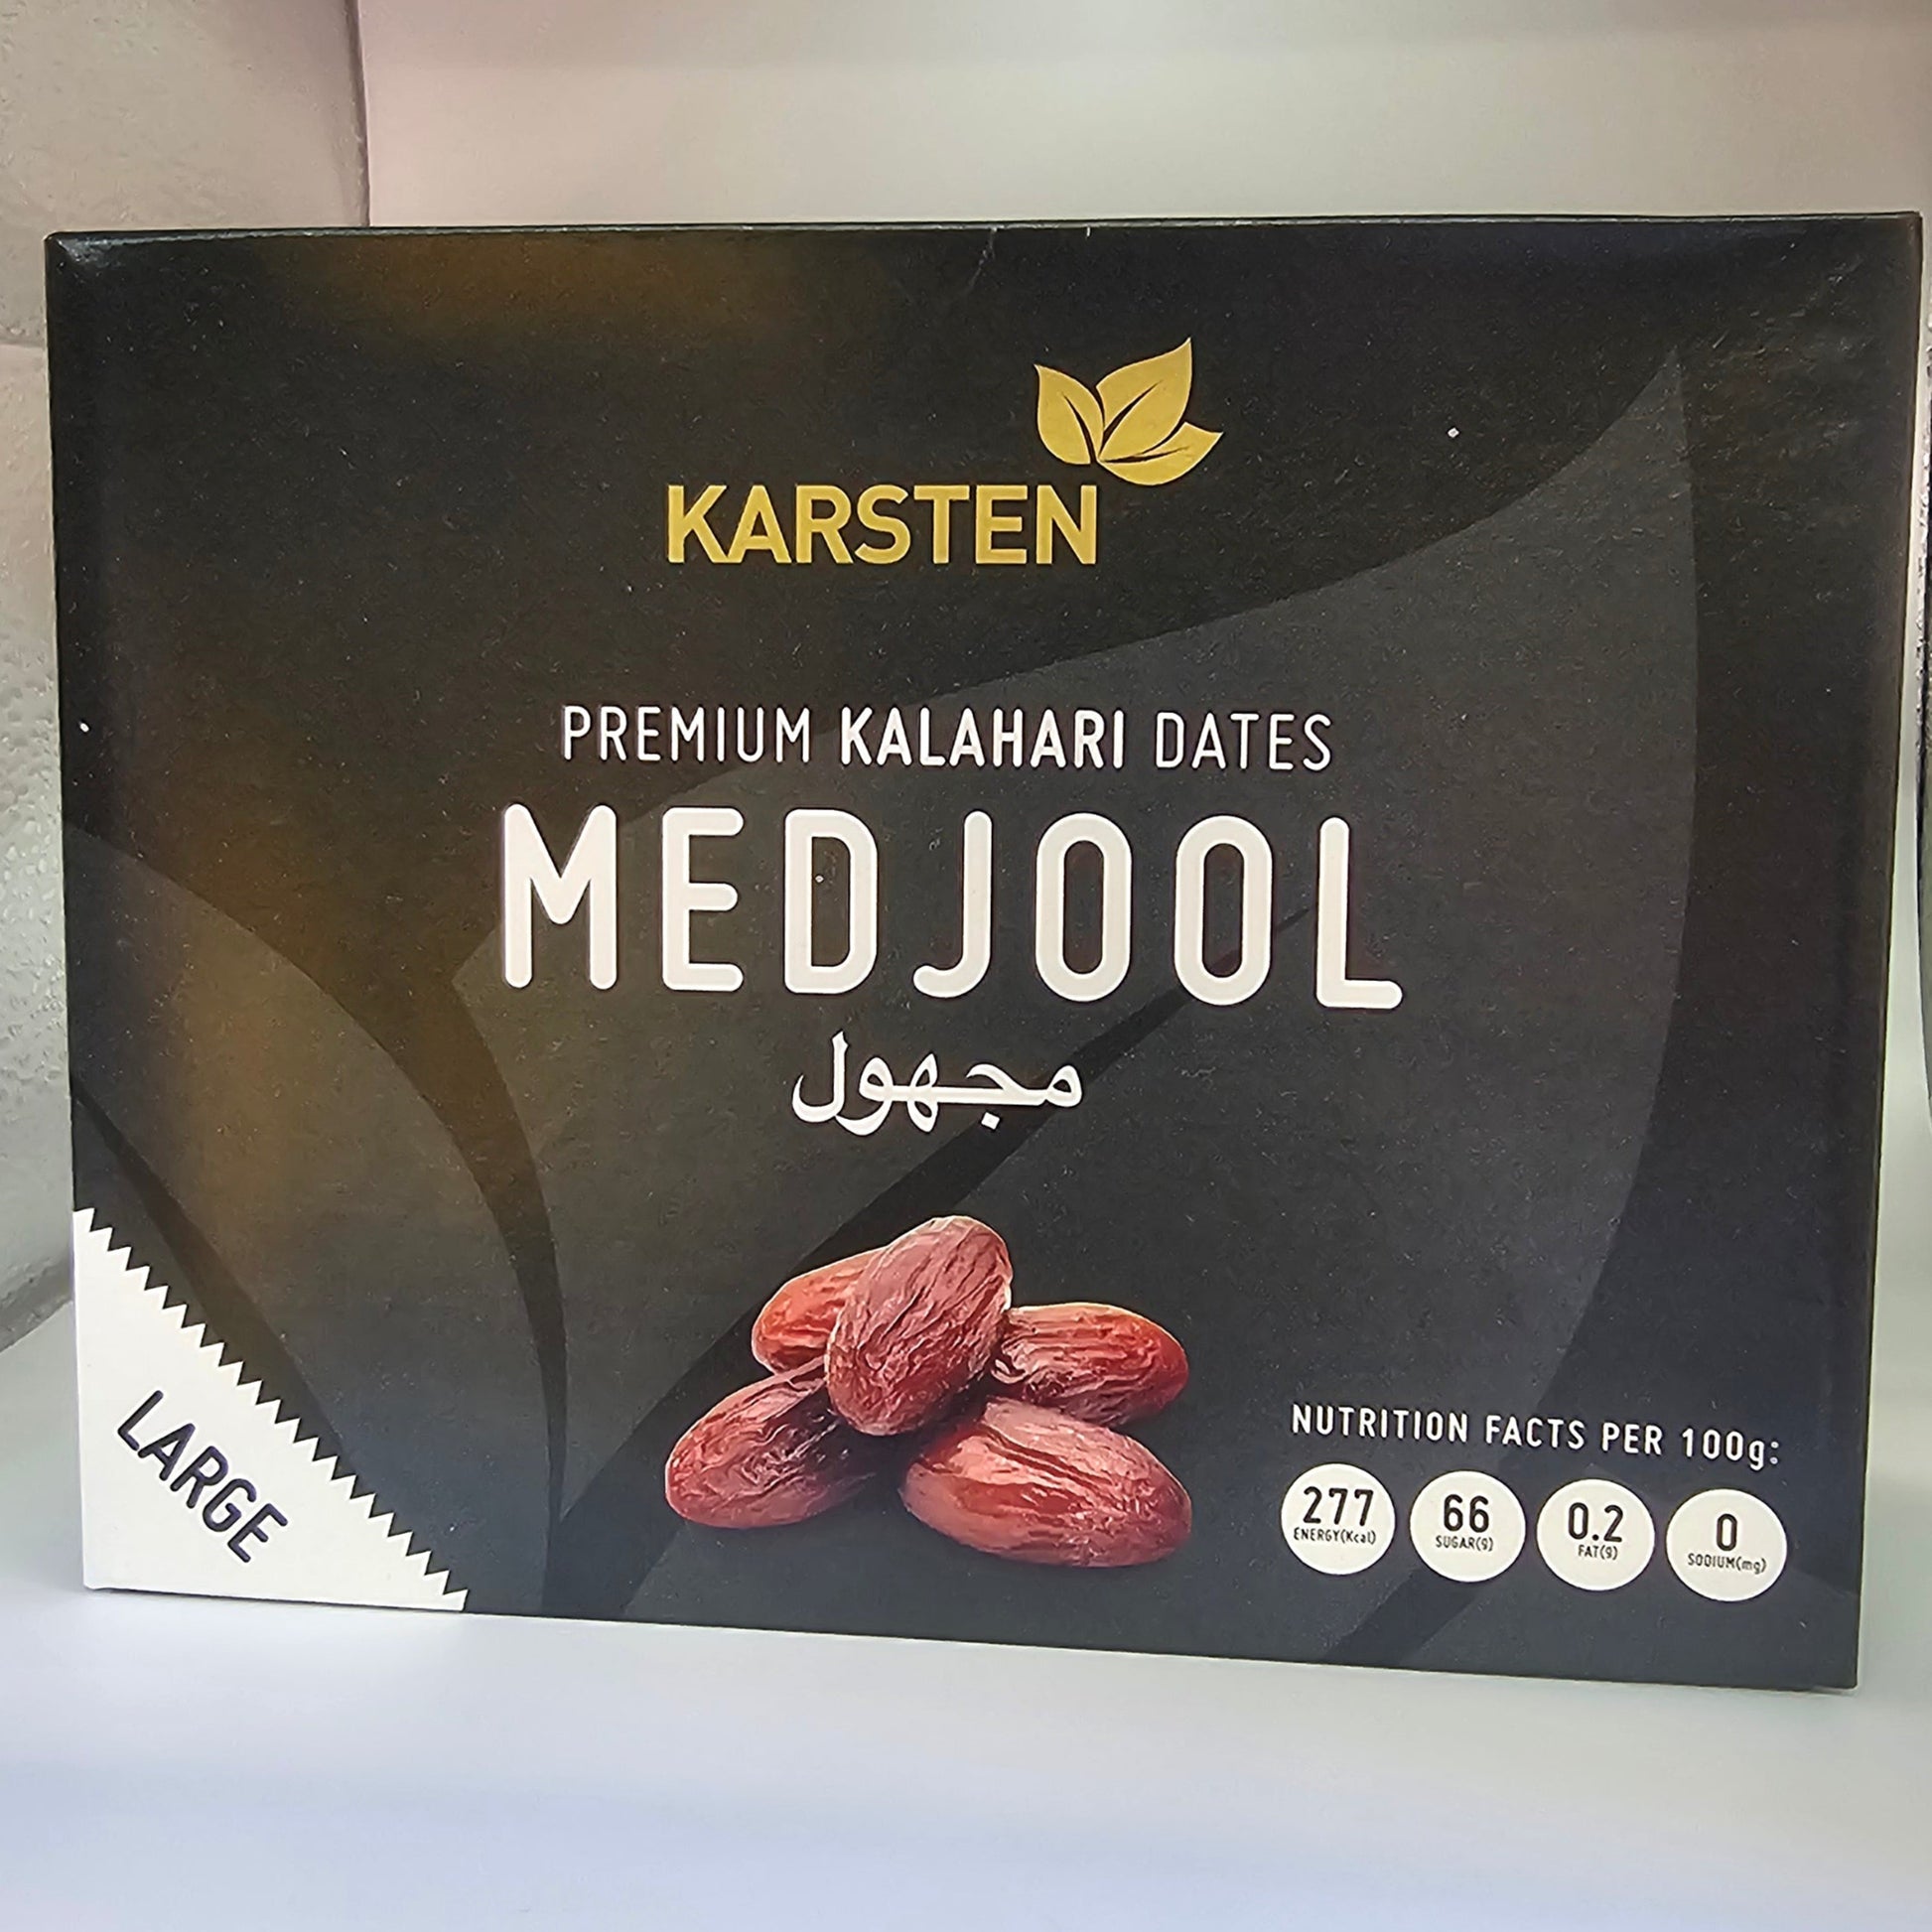 KARSTEN
PREMIUM KALAHARI DATES
MEDJOOL
مجهول
LARGE
NUTRITION FACTS PER 100g:
277
ENERGY(Kcal)
66
SUGAR(g)
0.2
FAT(g)
0
SODIUM(mg)